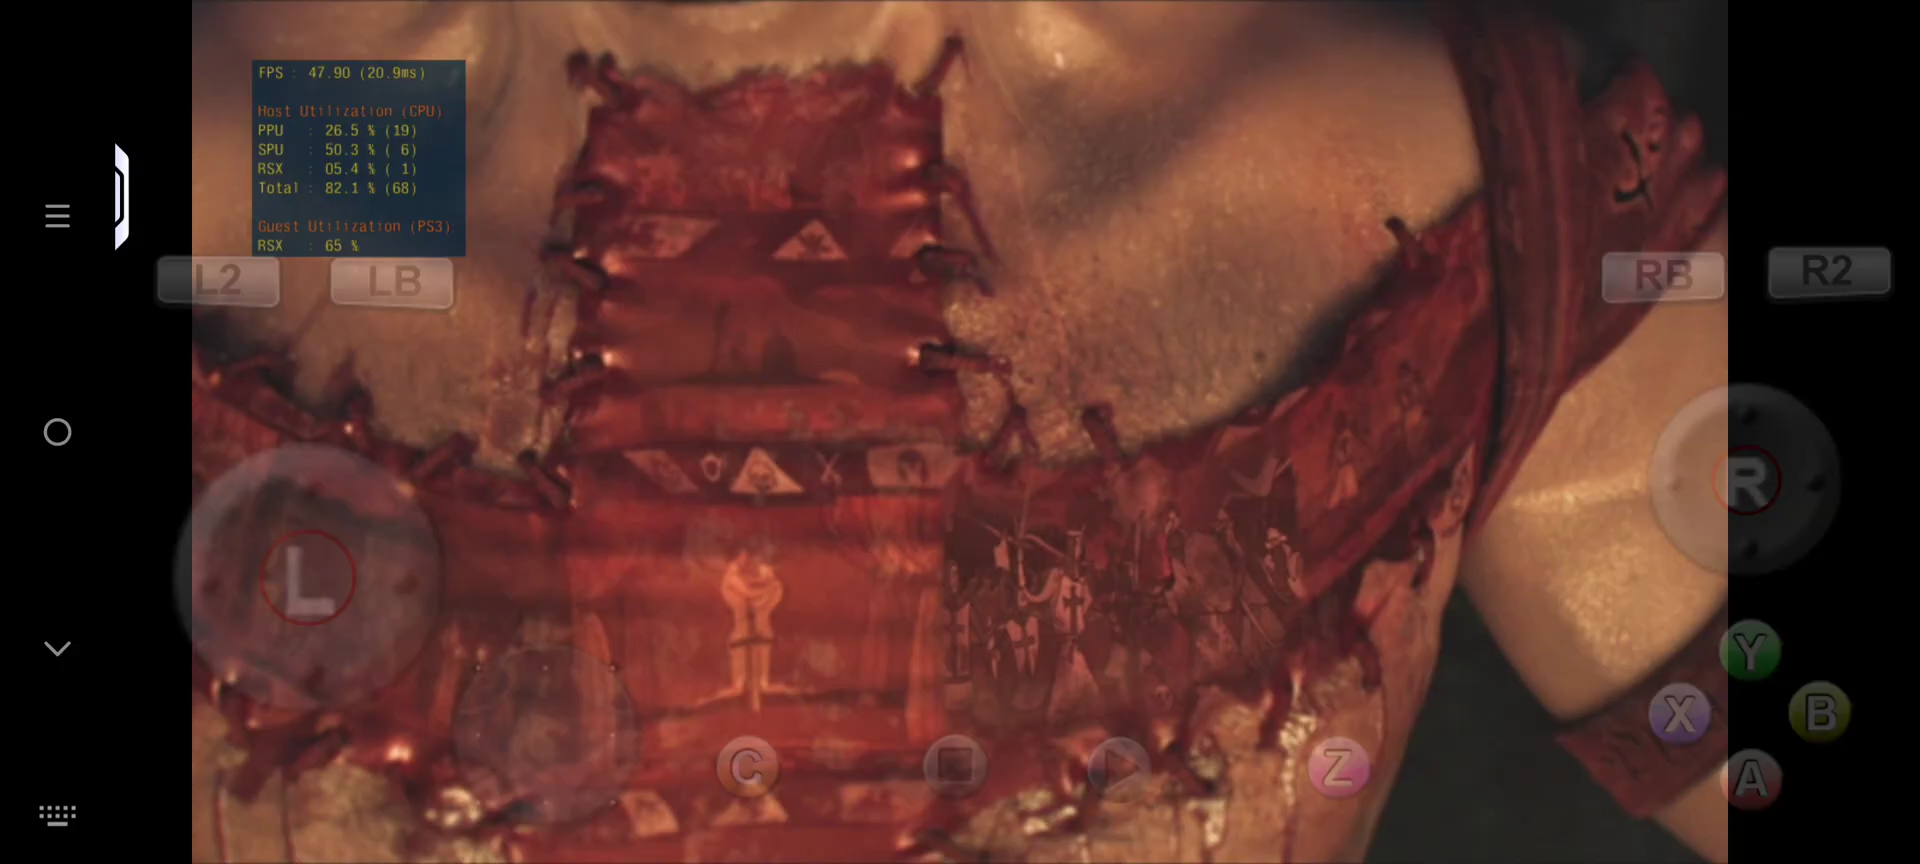 FPS : 47.90 (20.9ms)
Host Utilization (CPU)
PPU : 26.5 % (19)
SPU : 50.3 % ( 6)
RSX : 05.4 % ( 1)
Total : 82.1 % (68)
Guest Utilization (PS3):
RSX : 65 %
L2
LB
RB
R2
L
R
Y
X
B
A
C
Z